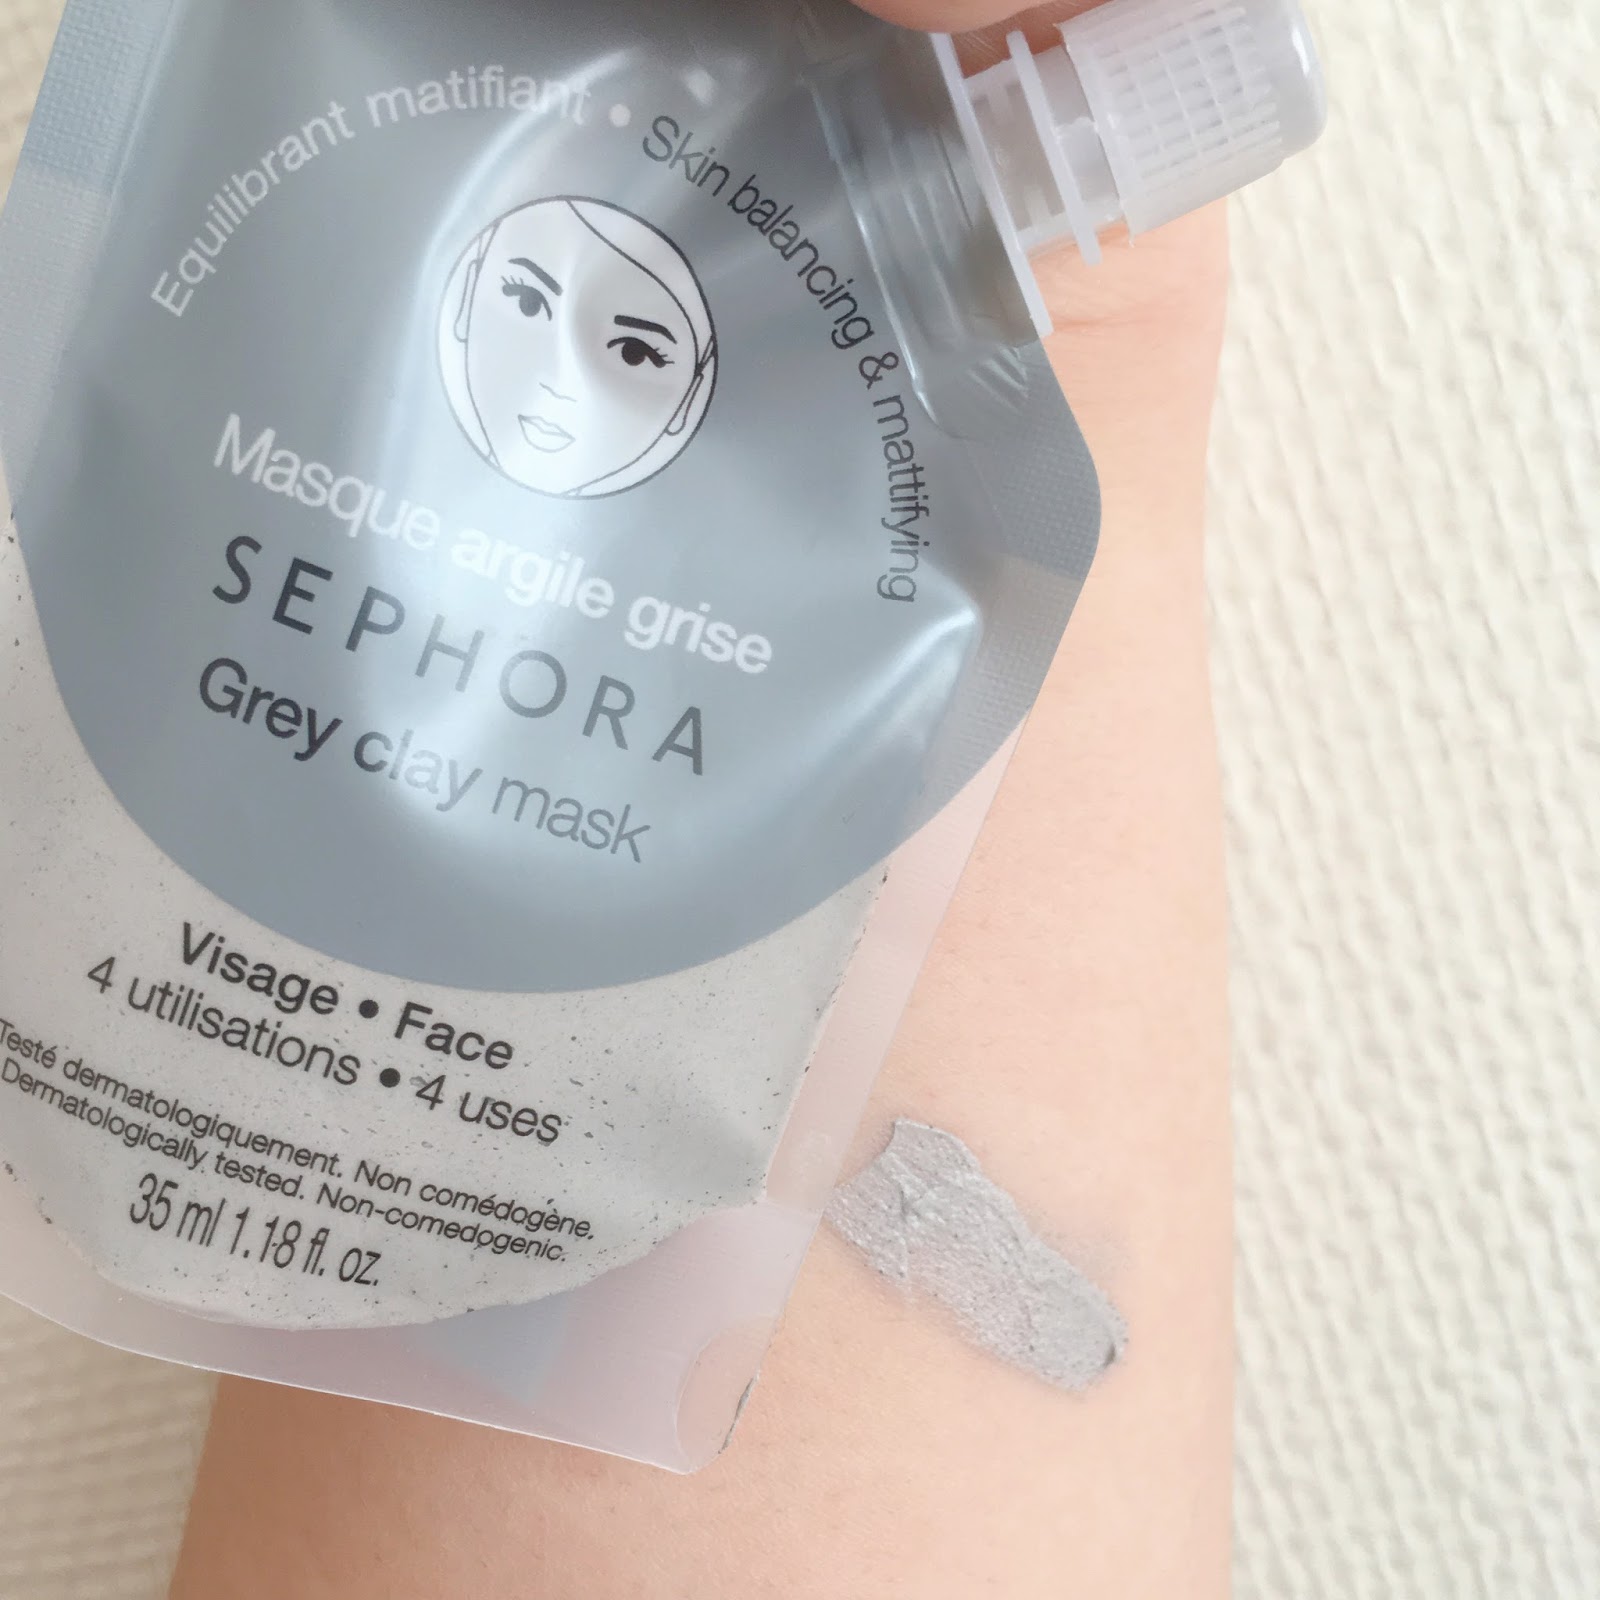 Equilibrant matifiant • Skin balancing & mattifying
Masque argile grise
SEPHORA
Grey clay mask
Visage • Face
4 utilisations • 4 uses
Testé dermatologiquement. Non comédogène.
Dermatologically tested. Non-comedogenic.
35 ml 1.18 fl. oz.